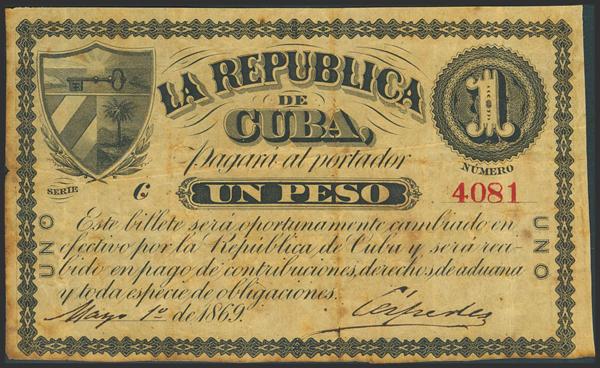 LA REPUBLICA
DE
CUBA,
Pagará al portador
UN PESO
1
NÚMERO
4081
SERIE C
UNO
UNO
Este billete será oportunamente cambiado en
efectivo por la República de Cuba y será reci-
bido en pago de contribuciones, derechos de aduana
y toda especie de obligaciones.
Mayo 1º de 1869.
Céspedes